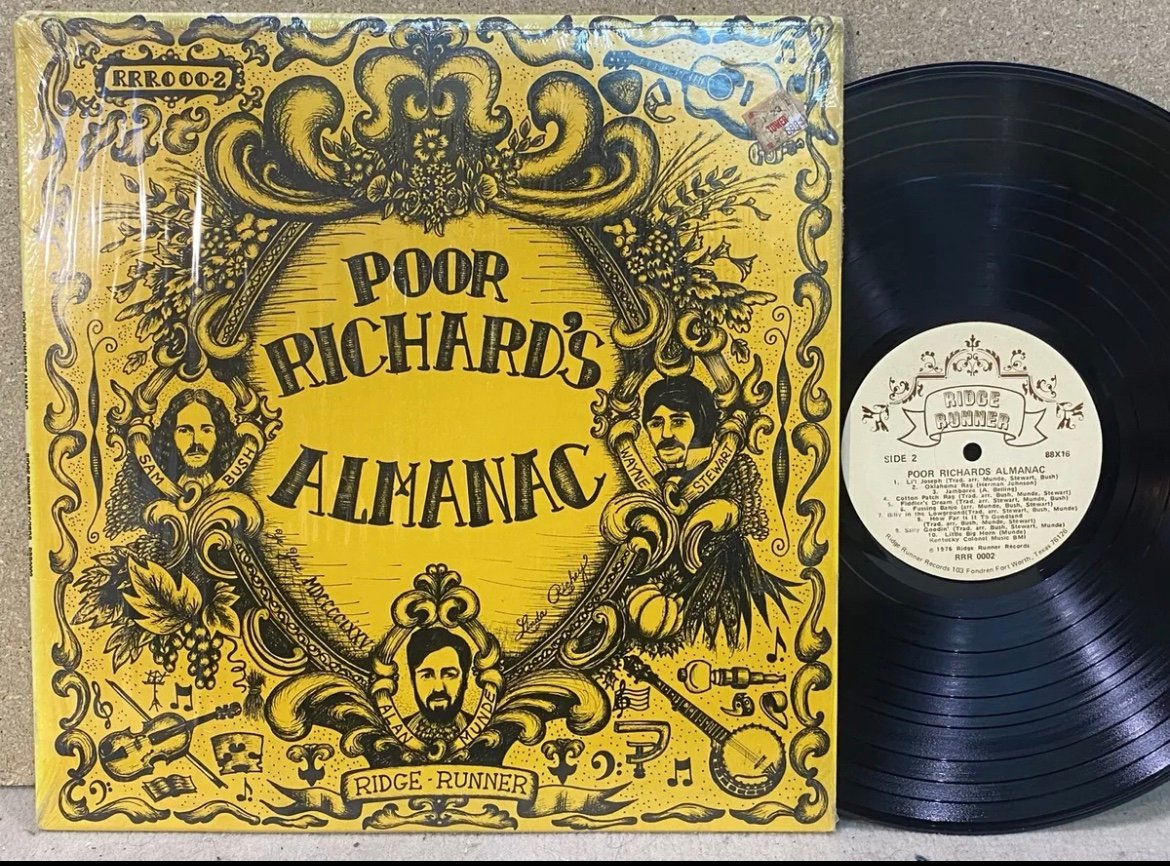 RRR0002
TOWER
POOR
RICHARD'S
ALMANAC
SAM BUSH
WAYNE STEWART
ALAN MUNDE
RIDGE-RUNNER
RIDGE
RUNNER
SIDE 2
88X16
POOR RICHARDS ALMANAC
1. Li'l Joseph (Trad. arr. Munde, Stewart, Bush)
2. Oklahoma Rag (Herman Johnson)
3. Jamboree (A. Belling)
4. Cotton Patch Rag (Trad. arr. Bush, Munde, Stewart)
5. Fiddler's Dream (Trad. arr. Stewart, Munde, Bush)
6. Fussing Banjo (arr. Munde, Stewart, Bush)
7. Billy in the Lowground (Trad. arr. Stewart, Bush, Munde)
8. How Far Is It To Goodland
(Trad. arr. Bush, Munde, Stewart)
9. Sally Goodin' (Trad. arr. Bush, Stewart, Munde)
10. Little Big Horn (Munde)
Kentucky Colonel Music BMI
℗ 1976 Ridge Runner Records
RRR 0002
Ridge Runner Records 103 Fondren Fort Worth, Texas 76126